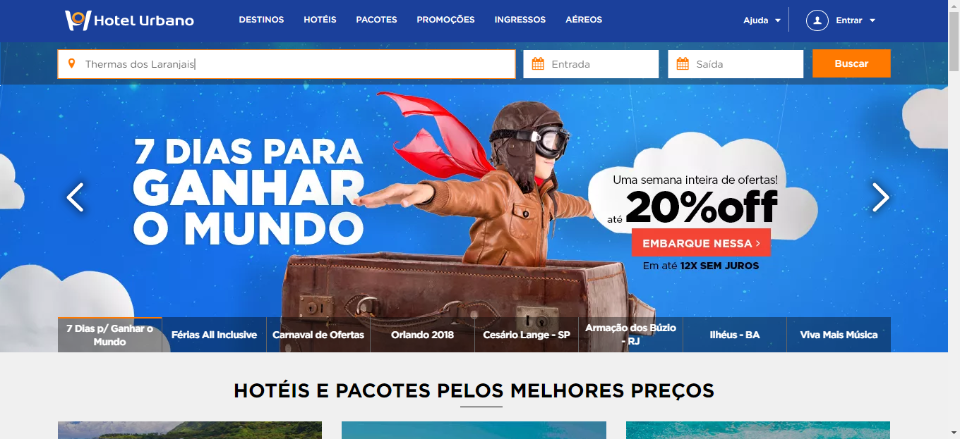 Hotel Urbano
DESTINOS HOTÉIS PACOTES PROMOÇÕES INGRESSOS AÉREOS
Ajuda Entrar
Thermas dos Laranjais Entrada Saída Buscar
7 DIAS PARA
GANHAR
O MUNDO
Uma semana inteira de ofertas!
até 20%off
EMBARQUE NESSA >
Em até 12X SEM JUROS
7 Dias p/ Ganhar o
Mundo
Férias All Inclusive
Carnaval de Ofertas
Orlando 2018
Cesário Lange - SP
Armação dos Búzio
- RJ
Ilhéus - BA
Viva Mais Música
HOTÉIS E PACOTES PELOS MELHORES PREÇOS